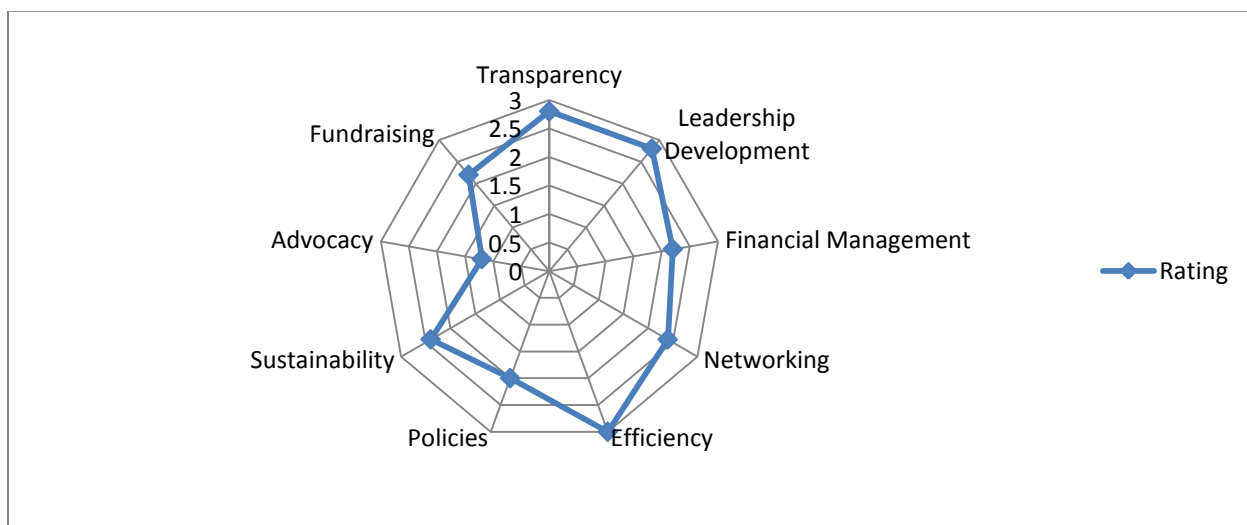 Transparency
3
2.5
2
1.5
1
0.5
0
Leadership
Development
Financial Management
Networking
Efficiency
Policies
Sustainability
Advocacy
Fundraising
Rating